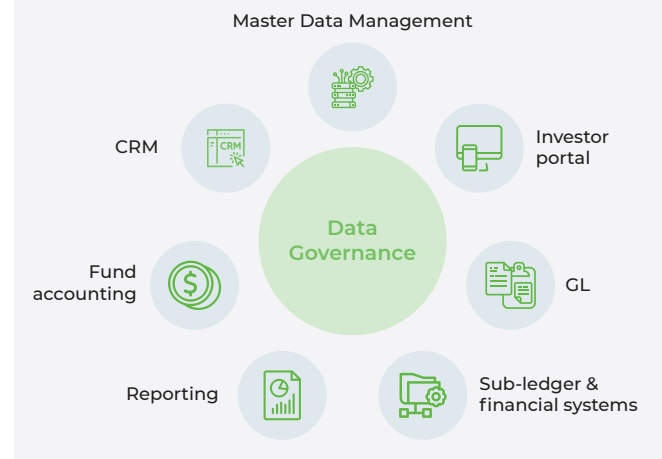 Master Data Management
CRM
CRM
Investor
portal
Data
Governance
Fund
accounting
$
GL
Reporting
Sub-ledger &
financial systems